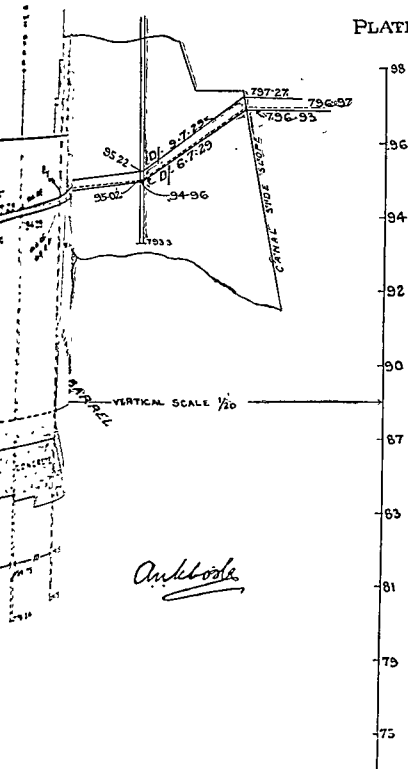 PLATE
98
797·27
796·97
796·93
96
D/- 9·7·29
95·22
D/- 6·7·29
95·02
94·96
94
793 3
CANAL SIDE SLOPE
92
90
BARREL
VERTICAL SCALE 1/20
87
CONCRETE
83
81
79
75